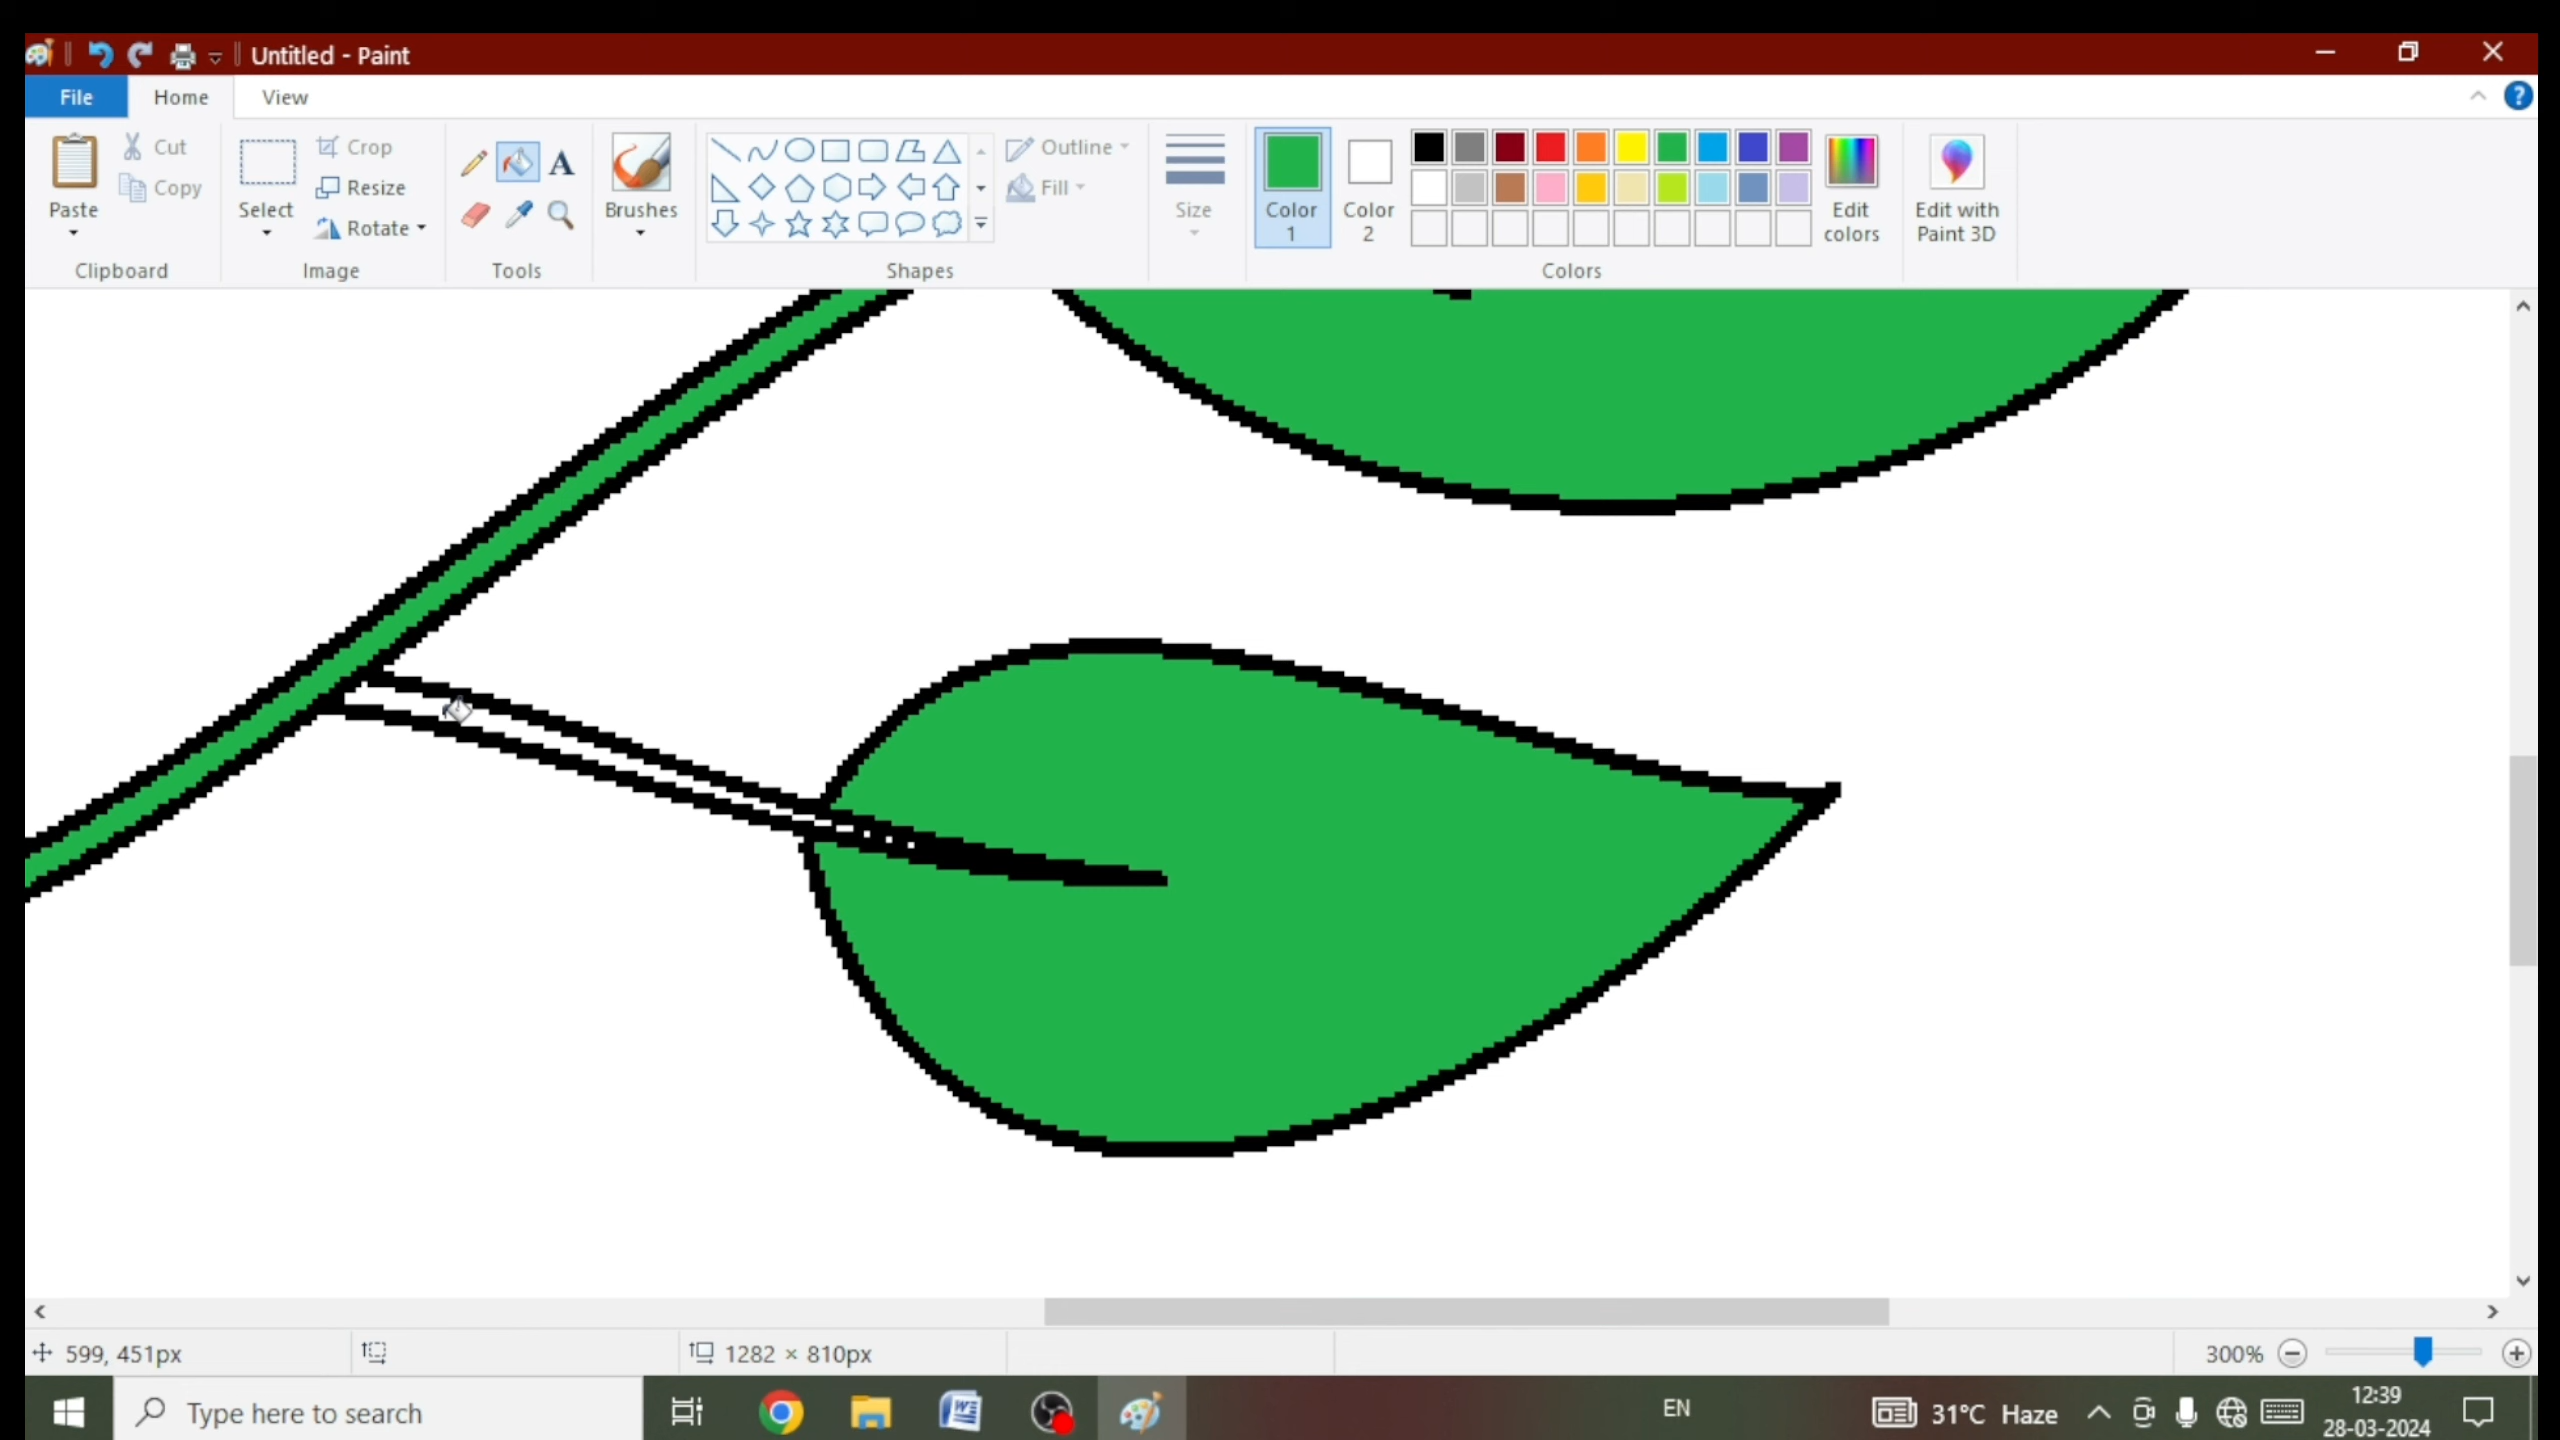 Untitled - Paint
File Home View ?
Paste
Cut
Copy
Clipboard
Select
Crop
Resize
Rotate
Image
A
Tools
Brushes
Shapes
Outline
Fill
Size
Color 1
Color 2
Edit colors
Colors
Edit with Paint 3D
599, 451px
1282 × 810px
300%
Type here to search
W
EN
31°C Haze
12:39
28-03-2024